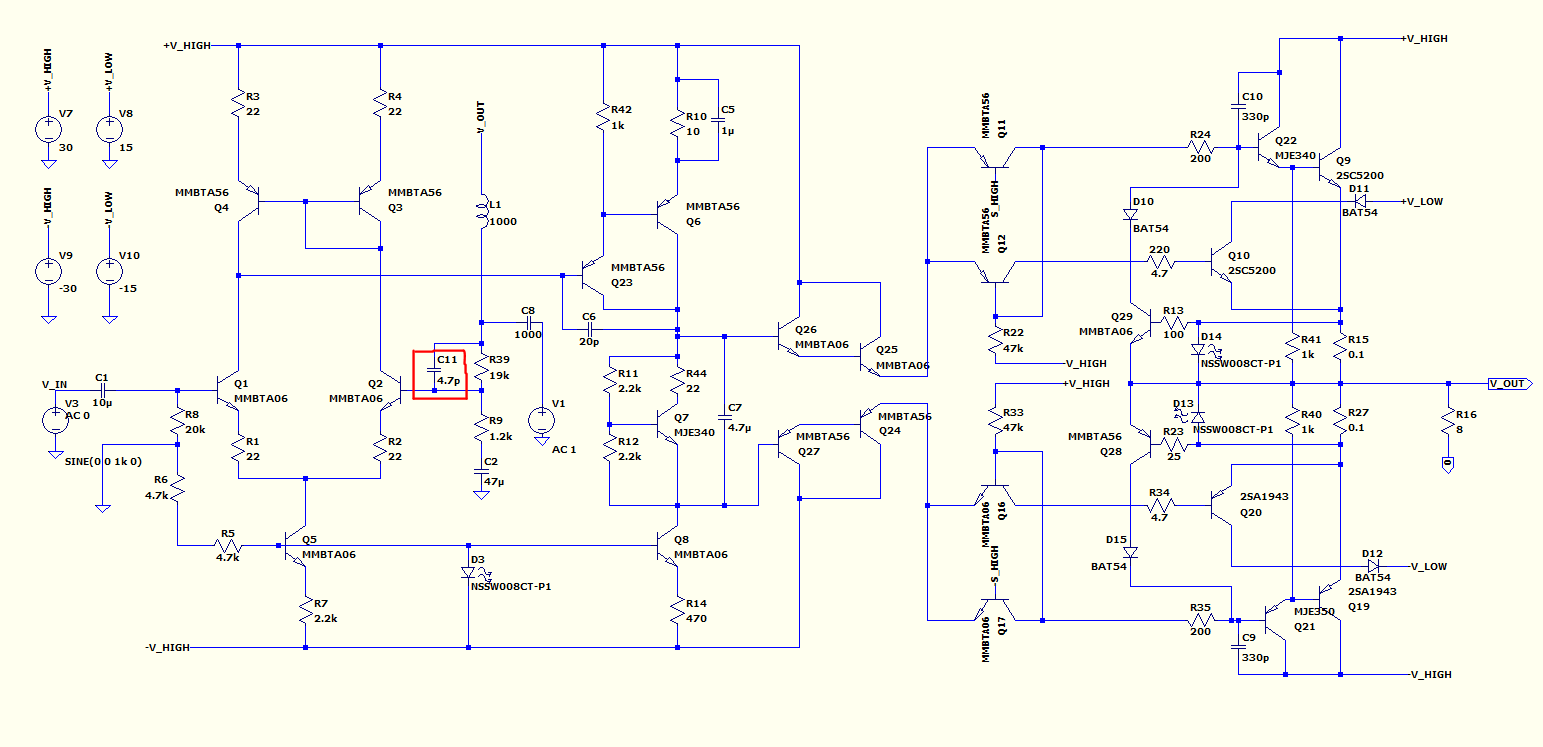 +V_HIGH
+V_HIGH
V7
30
+V_LOW
V8
15
-V_HIGH
V9
-30
-V_LOW
V10
-15
+V_HIGH
R3
22
R4
22
V_OUT
R42
1k
R10
10
C5
1µ
MMBTA56
Q4
MMBTA56
Q3
L1
1000
MMBTA56
Q6
MMBTA56
Q23
C8
1000
C6
20p
C11
4.7p
R39
19k
V_IN
C1
10µ
V3
AC 0
SINE(0 0 1k 0)
R8
20k
Q1
MMBTA06
Q2
MMBTA06
R9
1.2k
C2
47µ
V1
AC 1
R11
2.2k
R44
22
Q7
MJE340
R12
2.2k
C7
4.7µ
Q26
MMBTA06
Q25
MMBTA06
MMBTA56
Q24
MMBTA56
Q27
R1
22
R2
22
R6
4.7k
R5
4.7k
Q5
MMBTA06
D3
NSSW008CT-P1
Q8
MMBTA06
R7
2.2k
R14
470
-V_HIGH
MMBTA56
Q11
MMBTA56
Q12
R22
47k
R33
47k
MMBTA06
Q16
MMBTA06
Q17
+V_HIGH
R24
200
C10
330p
Q22
MJE340
Q9
2SC5200
+V_HIGH
D11
BAT54
+V_LOW
D10
BAT54
220
4.7
Q10
2SC5200
Q29
MMBTA06
R13
100
D14
NSSW008CT-P1
R41
1k
R15
0.1
V_OUT
D13
NSSW008CT-P1
R40
1k
R27
0.1
R16
8
0
MMBTA56
Q28
R23
25
R34
4.7
2SA1943
Q20
D15
BAT54
D12
BAT54
2SA1943
Q19
R35
200
MJE350
Q21
C9
330p